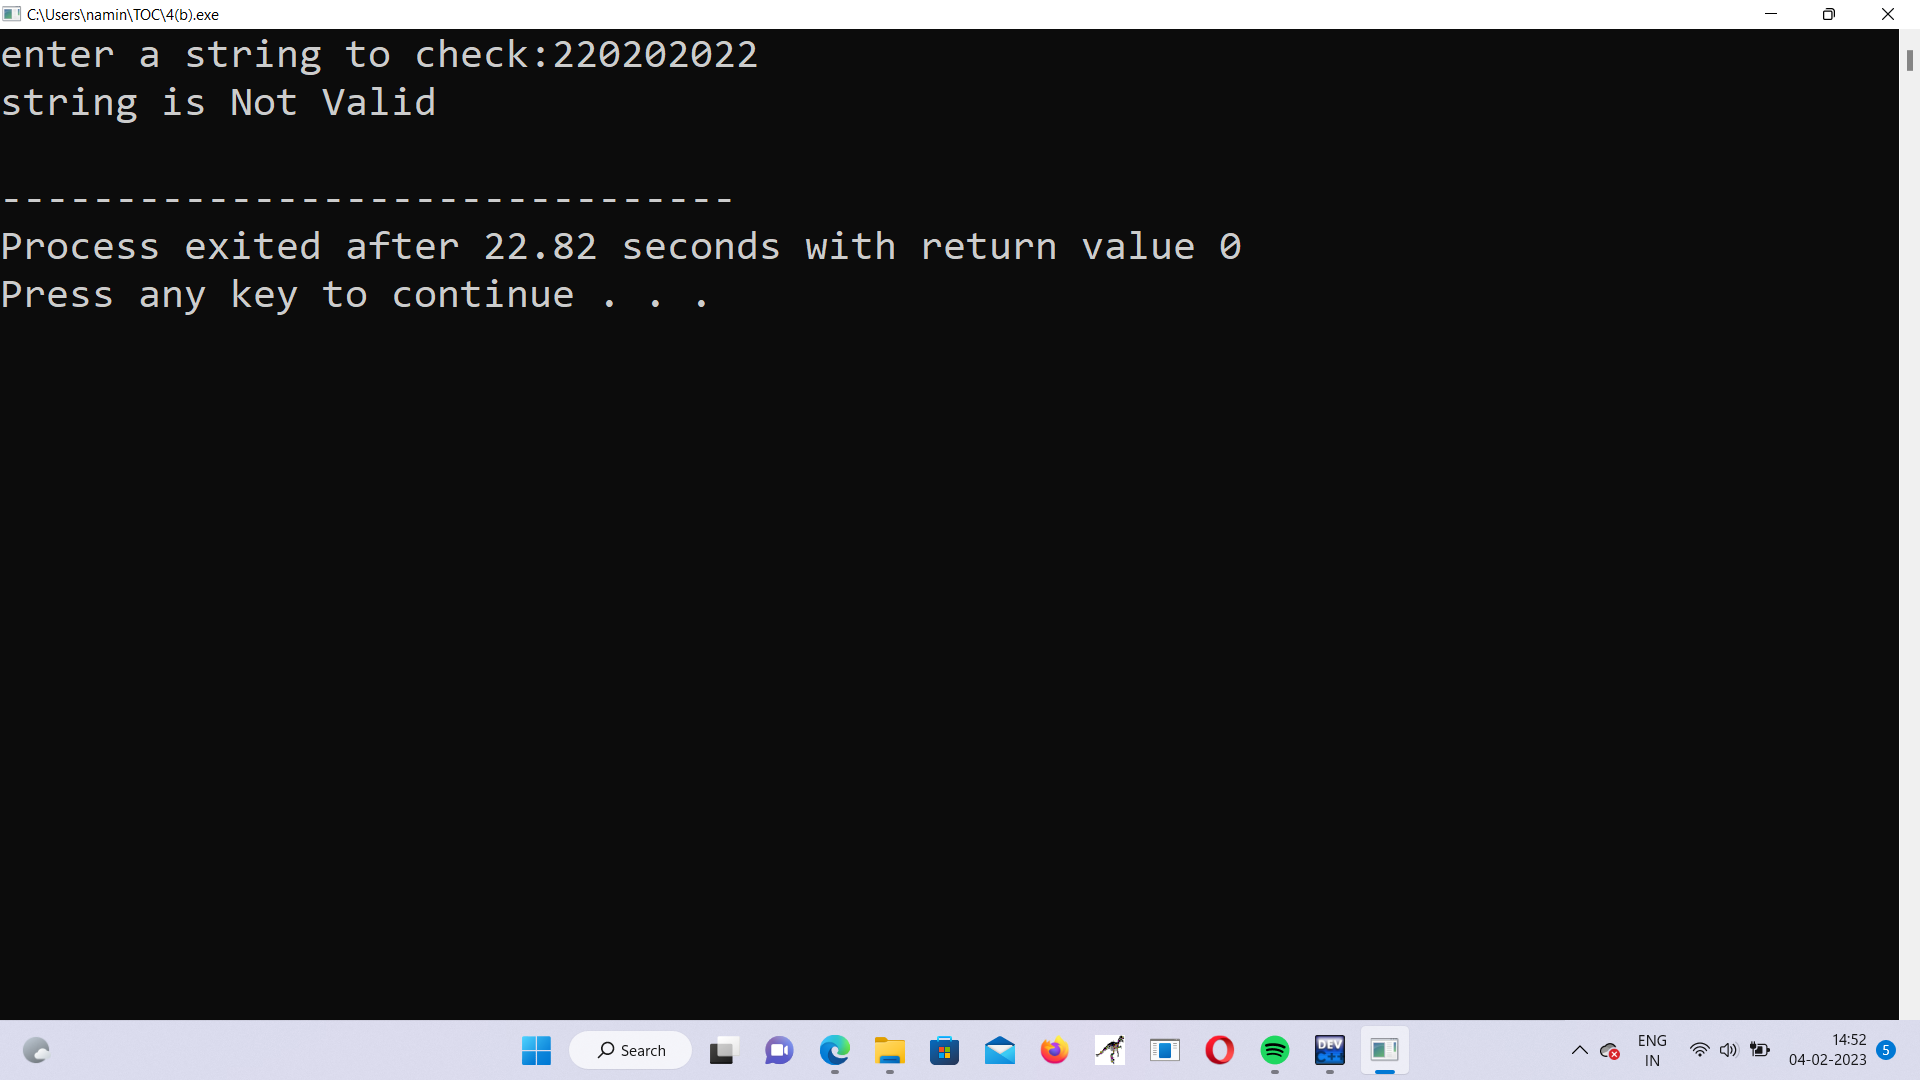 C:\Users\namin\TOC\4(b).exe
enter a string to check:220202022
string is Not Valid
--------------------------------
Process exited after 22.82 seconds with return value 0
Press any key to continue . . .
Search
DEV
C++
ENG
IN
14:52
04-02-2023
5